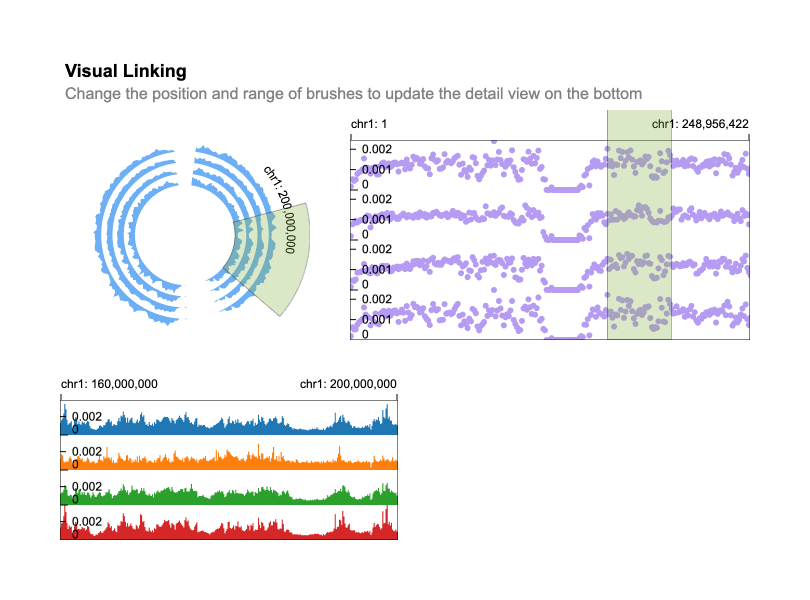 Visual Linking
Change the position and range of brushes to update the detail view on the bottom
chr1: 1
chr1: 248,956,422
chr1: 200,000,000
0.002
0.001
0
0.002
0.001
0
0.002
0.001
0
0.002
0.001
0
chr1: 160,000,000
chr1: 200,000,000
0.002
0
0.002
0
0.002
0
0.002
0